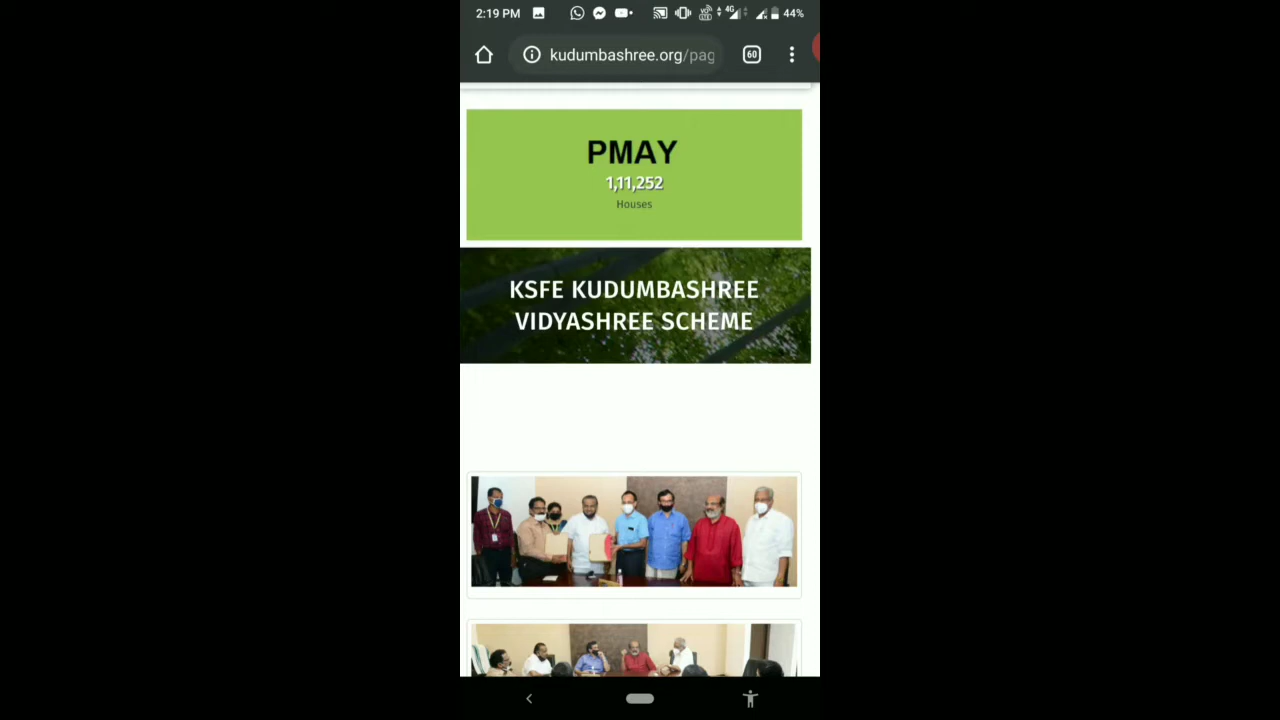 2:19 PM
4G
44%
kudumbashree.org/pag
60
PMAY
1,11,252
Houses
KSFE KUDUMBASHREE
VIDYASHREE SCHEME